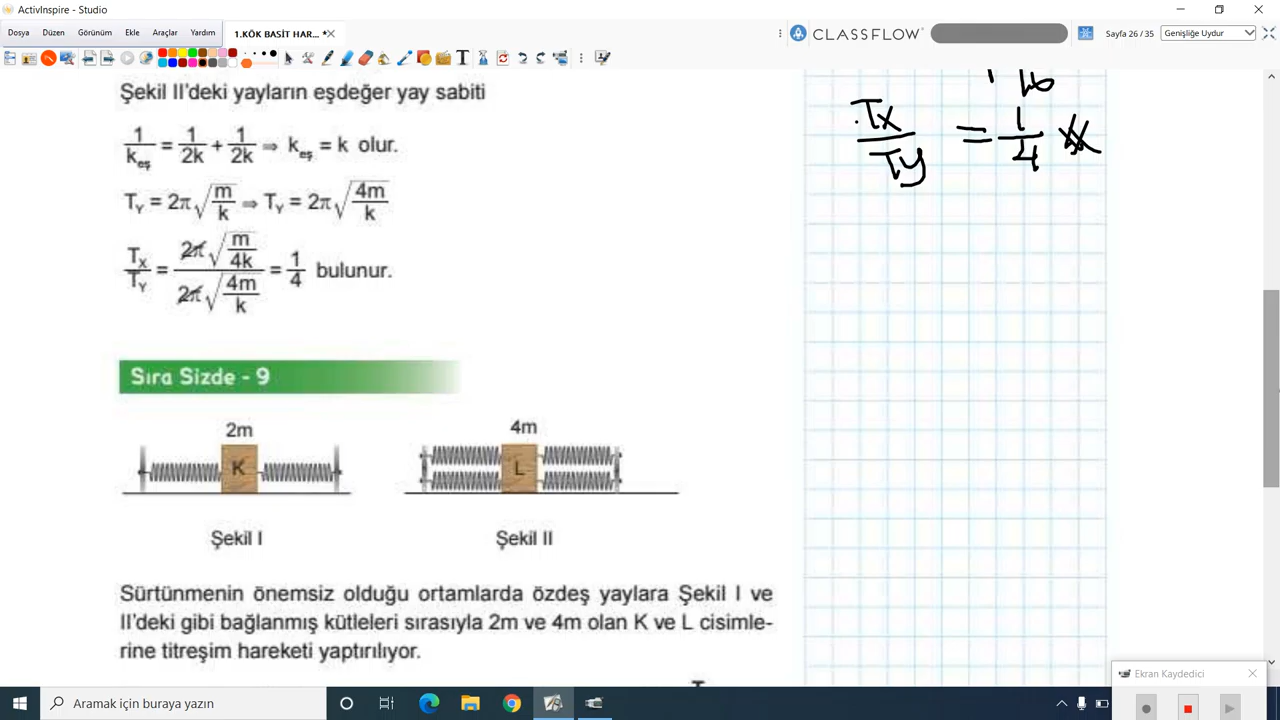 ActivInspire - Studio
Dosya Düzen Görünüm Ekle Araçlar Yardım
1.KÖK BASİT HAR... *
CLASSFLOW
Sayfa 26 / 35
Genişliğe Uydur
Şekil II'deki yayların eşdeğer yay sabiti
1/k_eş = 1/2k + 1/2k ⇒ k_eş = k olur.
T_Y = 2π√(m/k) ⇒ T_Y = 2π√(4m/k)
T_X/T_Y = 2π√(m/4k) / 2π√(4m/k) = 1/4 bulunur.
16
Tx/Ty = 1/4
Sıra Sizde - 9
2m
4m
K
L
Şekil I
Şekil II
Sürtünmenin önemsiz olduğu ortamlarda özdeş yaylara Şekil I ve
II'deki gibi bağlanmış kütleleri sırasıyla 2m ve 4m olan K ve L cisimle-
rine titreşim hareketi yaptırılıyor.
Ekran Kaydedici
Aramak için buraya yazın